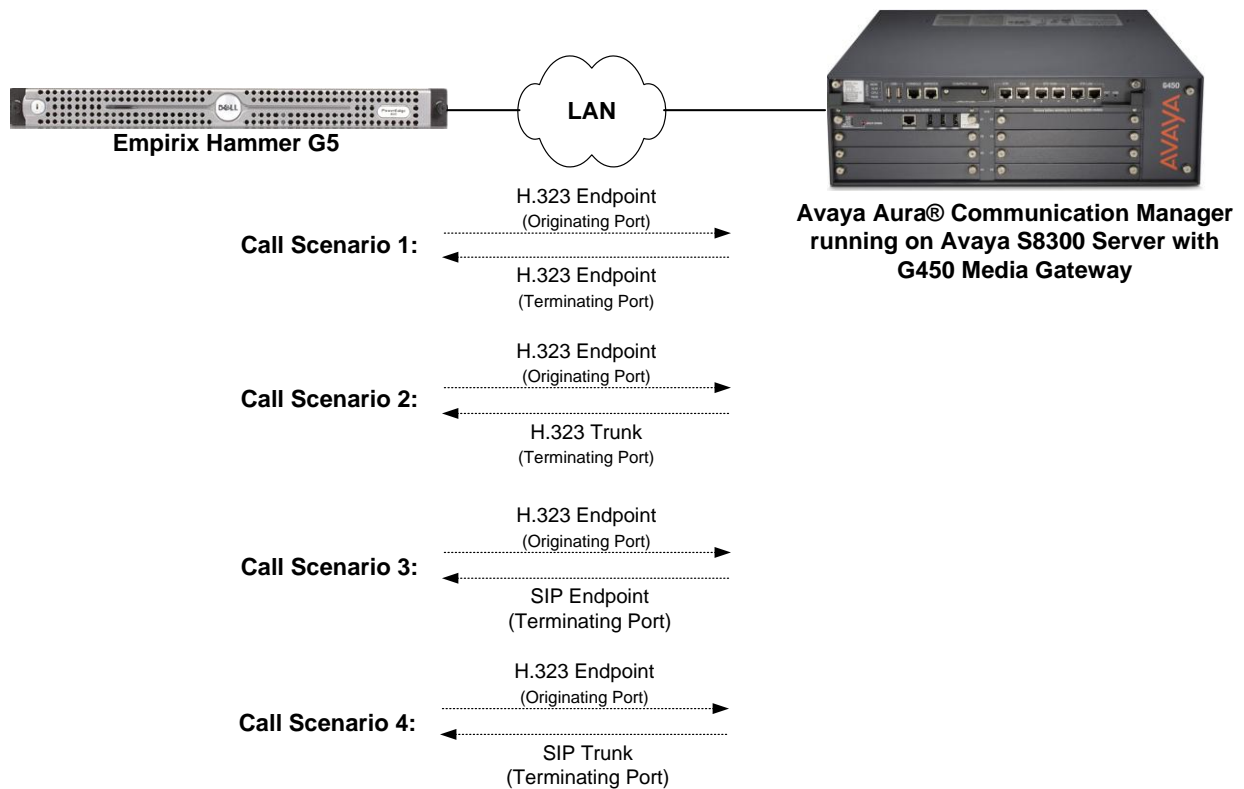 DELL
LAN
G450
AVAYA
Empirix Hammer G5
Avaya Aura® Communication Manager
running on Avaya S8300 Server with
G450 Media Gateway
H.323 Endpoint
(Originating Port)
Call Scenario 1:
H.323 Endpoint
(Terminating Port)
H.323 Endpoint
(Originating Port)
Call Scenario 2:
H.323 Trunk
(Terminating Port)
H.323 Endpoint
(Originating Port)
Call Scenario 3:
SIP Endpoint
(Terminating Port)
H.323 Endpoint
(Originating Port)
Call Scenario 4:
SIP Trunk
(Terminating Port)